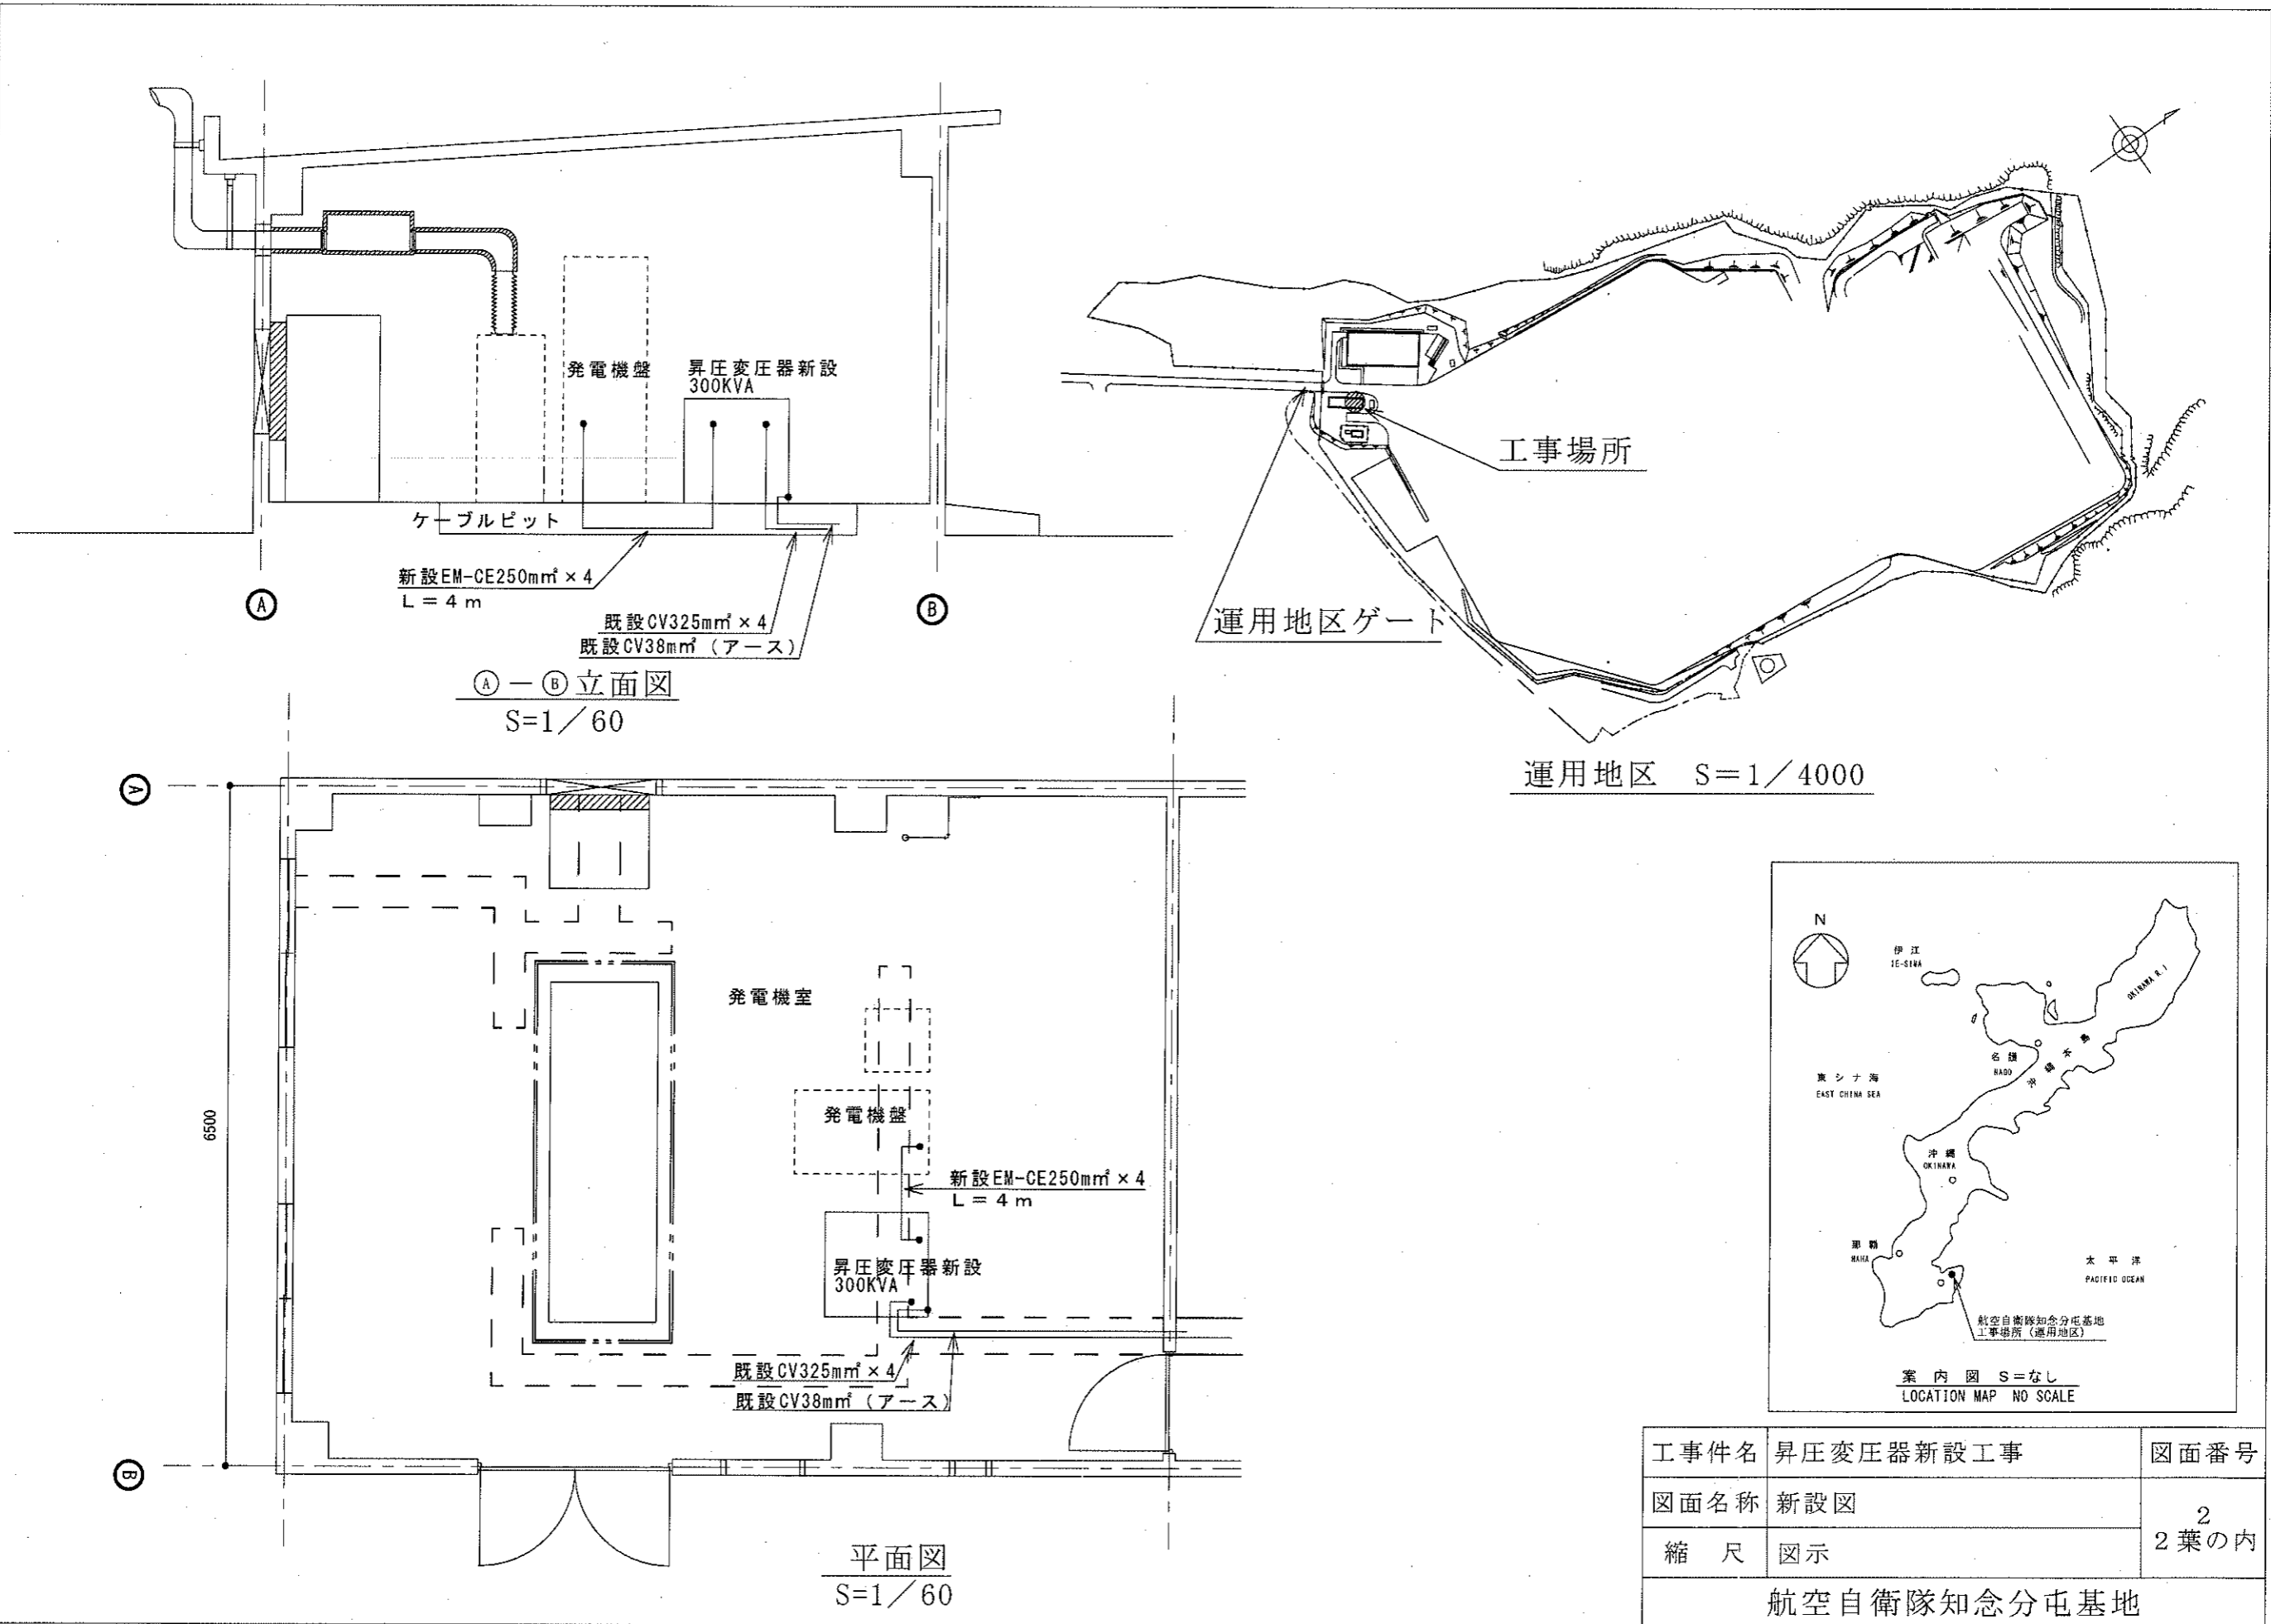 発電機盤
昇圧変圧器新設
300KVA
ケーブルピット
新設EM-CE250mm²×4
L=4m
既設CV325mm²×4
既設CV38mm²(アース)
A
B
Ⓐ-Ⓑ立面図
S=1/60
工事場所
運用地区ゲート
運用地区 S=1/4000
A
B
6500
発電機室
発電機盤
新設EM-CE250mm²×4
L=4m
昇圧変圧器新設
300KVA
既設CV325mm²×4
既設CV38mm²(アース)
平面図
S=1/60
N
伊江
IE-SIMA
OKINAWA R.I
沖縄本島
名護
NAGO
東シナ海
EAST CHINA SEA
沖縄
OKINAWA
那覇
NAHA
太平洋
PACIFIC OCEAN
航空自衛隊知念分屯基地
工事場所(運用地区)
案内図 S=なし
LOCATION MAP NO SCALE
工事件名 昇圧変圧器新設工事 図面番号
図面名称 新設図
2
2葉の内
縮尺 図示
航空自衛隊知念分屯基地